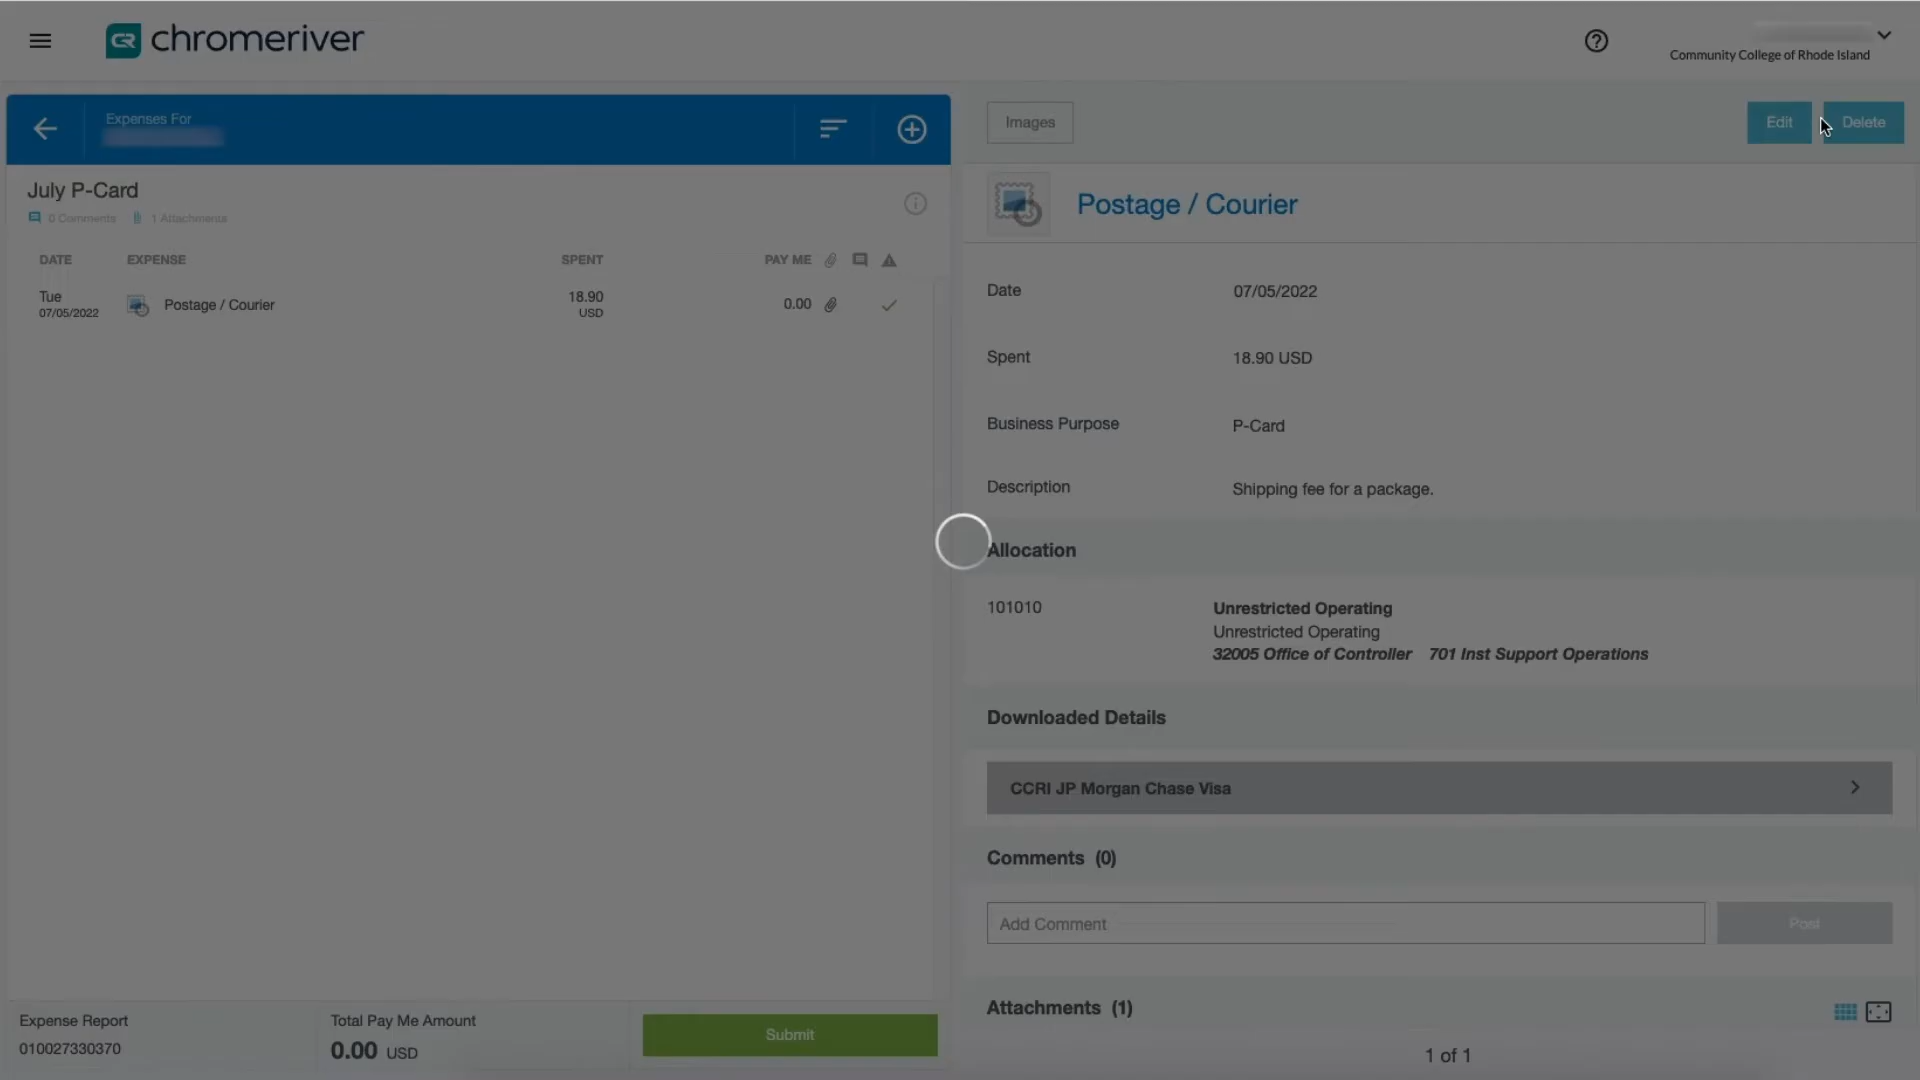 chromeriver
Community College of Rhode Island
Expenses For
Images
Edit
Delete
July P-Card
0 Comments
1 Attachments
Postage / Courier
DATE
EXPENSE
SPENT
PAY ME
Tue
07/05/2022
Postage / Courier
18.90
USD
0.00
Date
07/05/2022
Spent
18.90 USD
Business Purpose
P-Card
Description
Shipping fee for a package.
Allocation
101010
Unrestricted Operating
Unrestricted Operating
32005 Office of Controller 701 Inst Support Operations
Downloaded Details
CCRI JP Morgan Chase Visa
Comments (0)
Add Comment
Post
Attachments (1)
1 of 1
Expense Report
010027330370
Total Pay Me Amount
0.00 USD
Submit